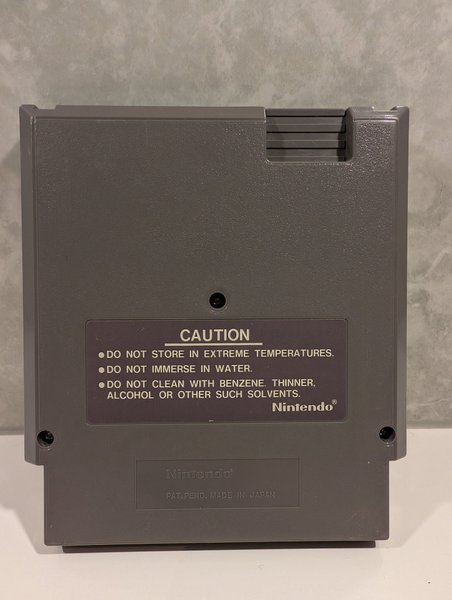 CAUTION
●DO NOT STORE IN EXTREME TEMPERATURES.
●DO NOT IMMERSE IN WATER.
●DO NOT CLEAN WITH BENZENE, THINNER,
ALCOHOL OR OTHER SUCH SOLVENTS.
Nintendo®
Nintendo®
PAT. PEND. MADE IN JAPAN